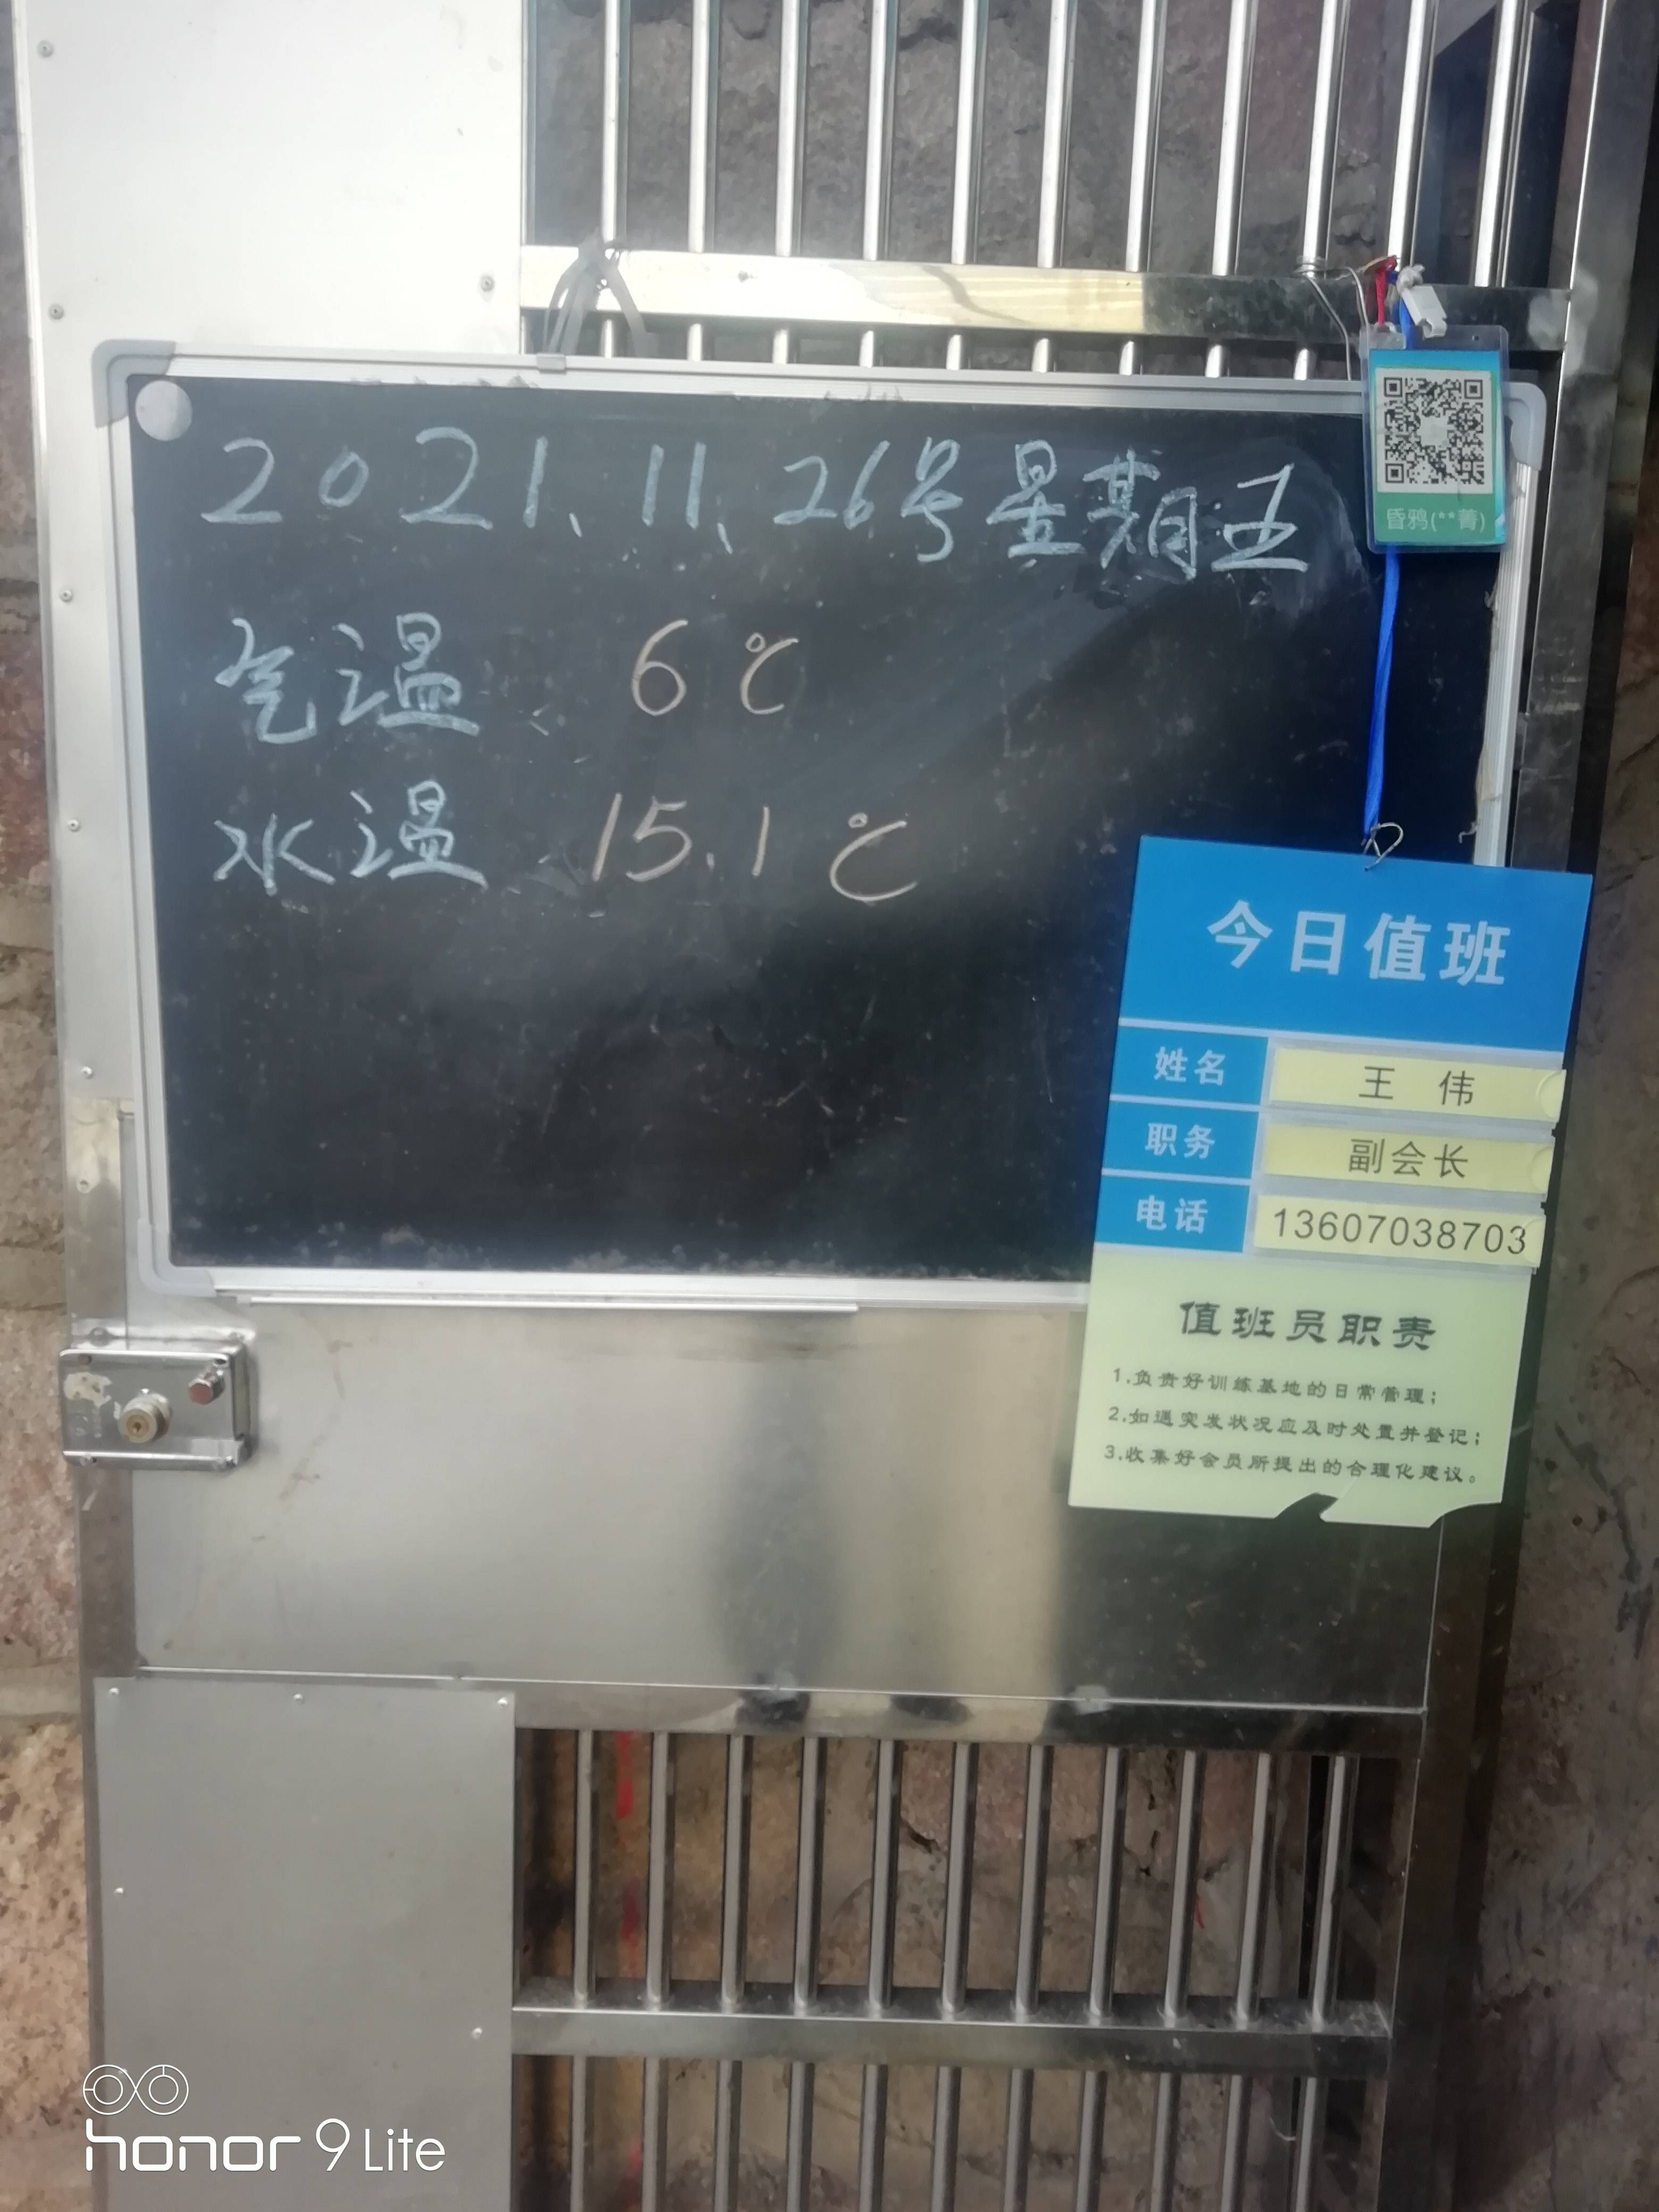 2021、11、26号星期五
气温 6℃
水温 15.1℃
昏鸦(**菁)
今日值班
姓名 王 伟
职务 副会长
电话 13607038703
值班员职责
1.负责好训练基地的日常管理；
2.如遇突发状况应及时处置并登记；
3.收集好会员所提出的合理化建议。
honor 9 Lite